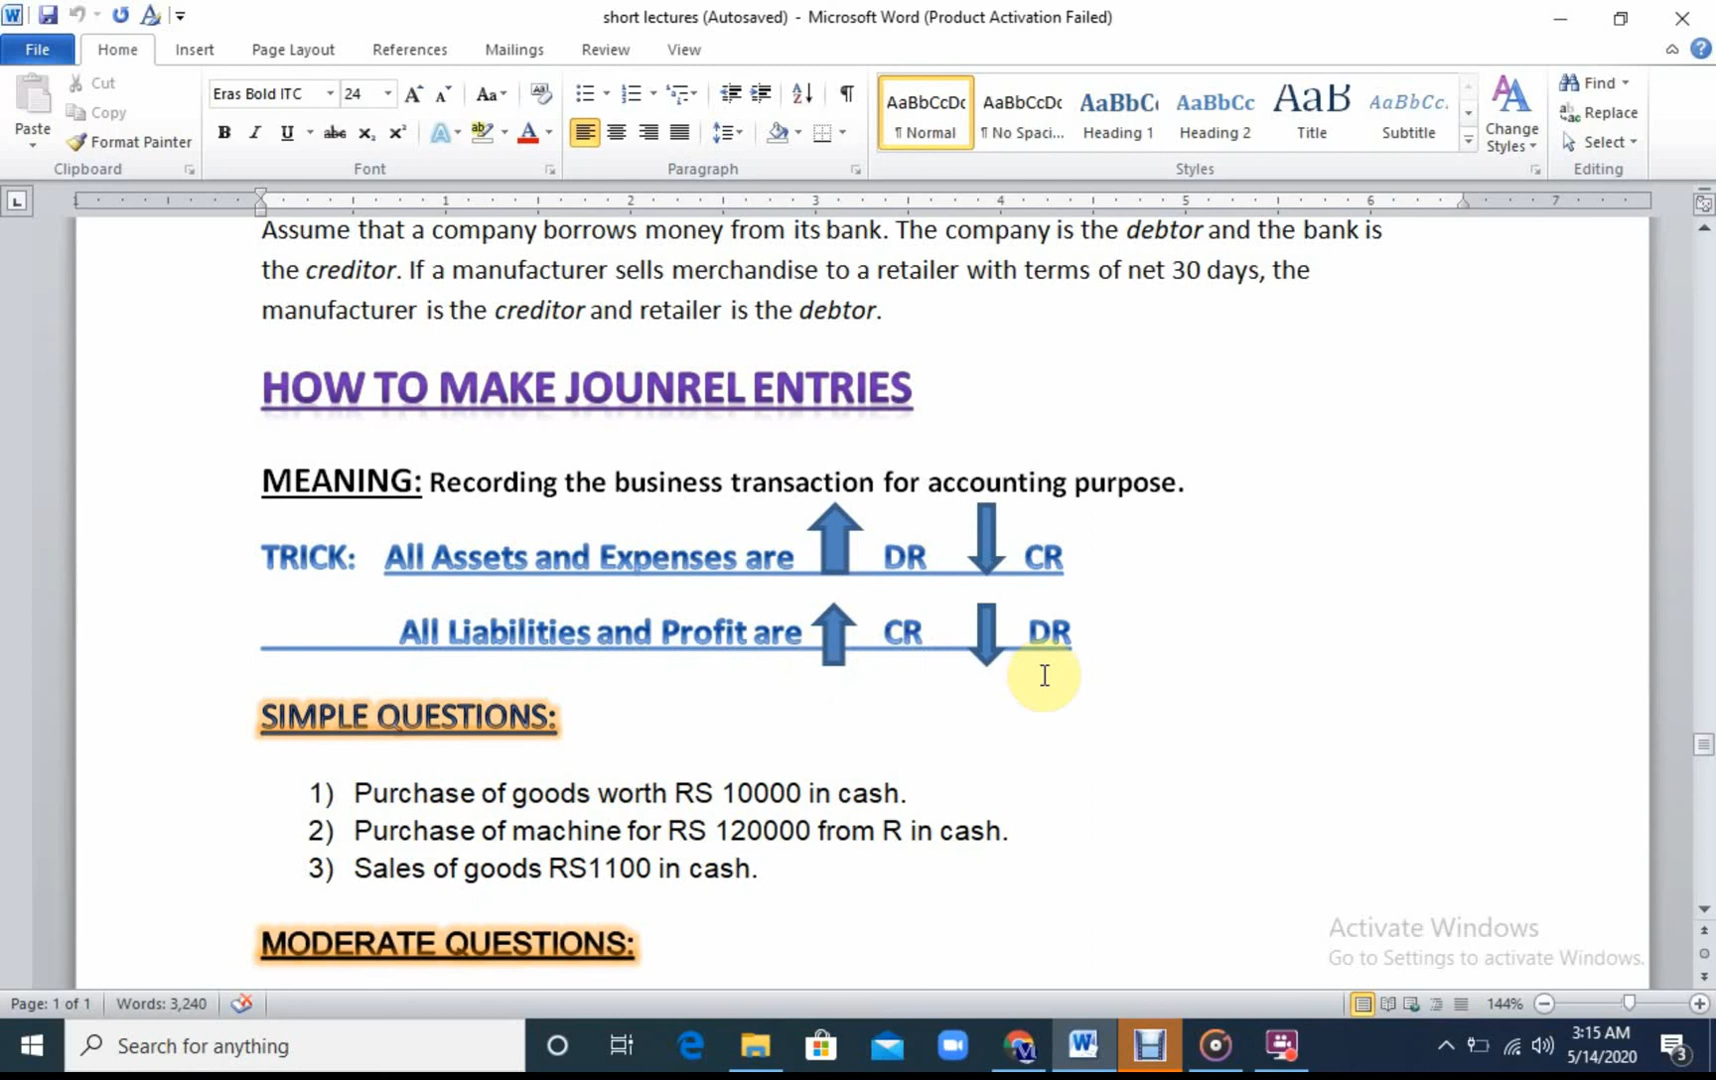 short lectures (Autosaved) - Microsoft Word (Product Activation Failed)
File Home Insert Page Layout References Mailings Review View
Paste Cut Copy Format Painter
Clipboard
Eras Bold ITC 24
Font
Paragraph
AaBbCcDc AaBbCcDc AaBbC AaBbCc AaB AaBbCc.
¶ Normal ¶ No Spaci... Heading 1 Heading 2 Title Subtitle
Styles
Change Styles
Find Replace Select
Editing
1 1 2 3 4 5 6 7
Assume that a company borrows money from its bank. The company is the debtor and the bank is
the creditor. If a manufacturer sells merchandise to a retailer with terms of net 30 days, the
manufacturer is the creditor and retailer is the debtor.
HOW TO MAKE JOUNREL ENTRIES
MEANING: Recording the business transaction for accounting purpose.
TRICK: All Assets and Expenses are DR CR
All Liabilities and Profit are CR DR
SIMPLE QUESTIONS:
1) Purchase of goods worth RS 10000 in cash.
2) Purchase of machine for RS 120000 from R in cash.
3) Sales of goods RS1100 in cash.
MODERATE QUESTIONS:
Activate Windows
Go to Settings to activate Windows.
Page: 1 of 1 Words: 3,240 144%
Search for anything
3:15 AM
5/14/2020
3